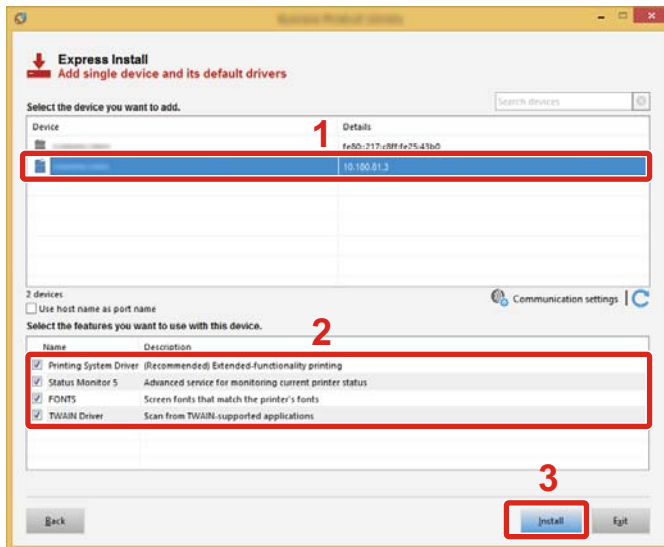 Express Install
Add single device and its default drivers
Select the device you want to add.
Search devices
Device Details
1
fe80::217:c8ff:fe25:43b0
10.180.81.3
2 devices
Communication settings
Use host name as port name
Select the features you want to use with this device.
2
Name Description
Printing System Driver (Recommended) Extended-functionality printing
Status Monitor 5 Advanced service for monitoring current printer status
FONTS Screen fonts that match the printer's fonts
TWAIN Driver Scan from TWAIN-supported applications
3
Back Install Exit